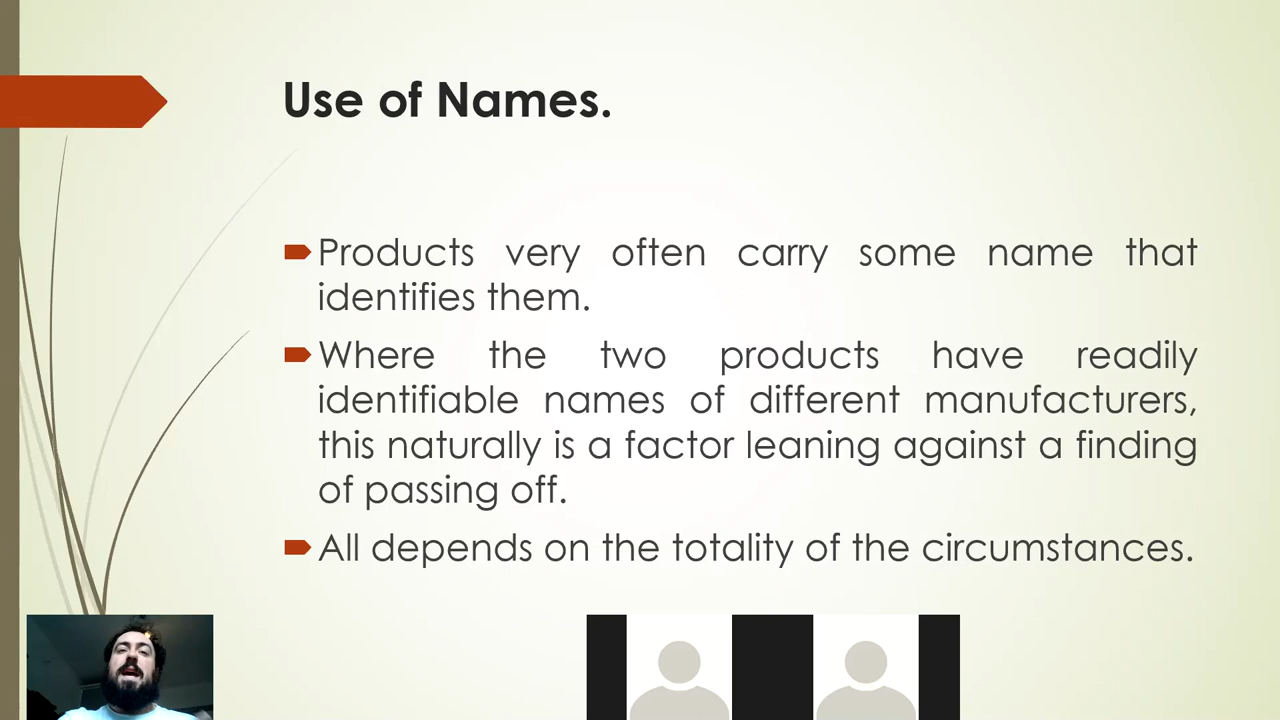 Use of Names.
Products very often carry some name that
identifies them.
Where the two products have readily
identifiable names of different manufacturers,
this naturally is a factor leaning against a finding
of passing off.
All depends on the totality of the circumstances.